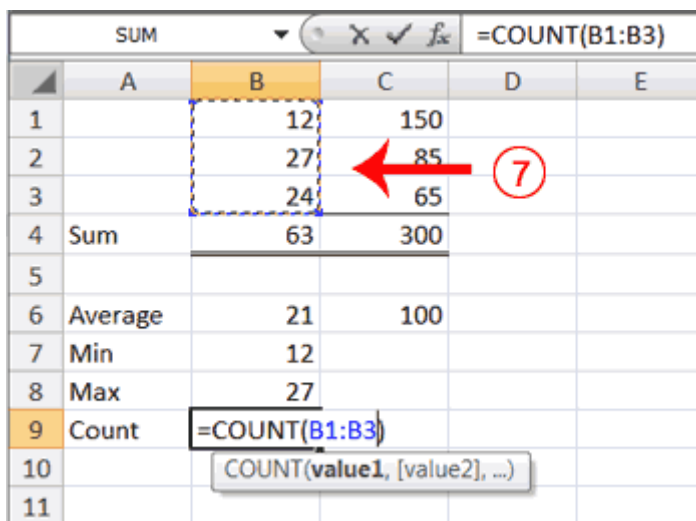 SUM fx =COUNT(B1:B3)
A B C D E
1 12 150
2 27 85
3 24 65
7
4 Sum 63 300
5
6 Average 21 100
7 Min 12
8 Max 27
9 Count =COUNT(B1:B3)
10 COUNT(value1, [value2], ...)
11